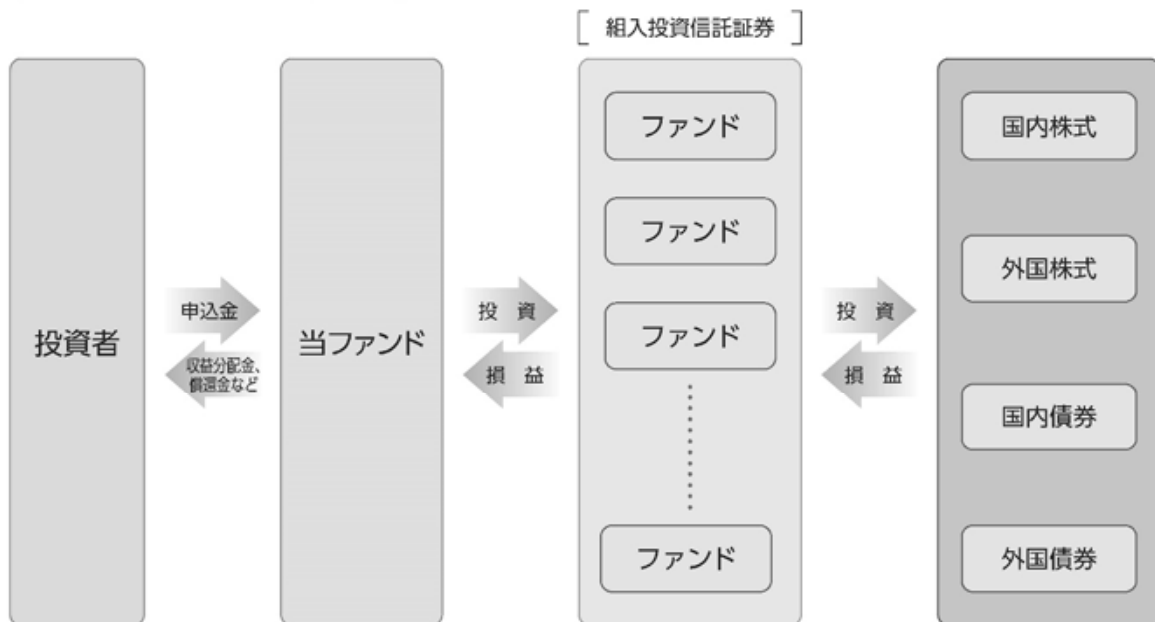 組入投資信託証券
投資者
申込金
収益分配金、
償還金など
当ファンド
投 資
損 益
ファンド
ファンド
ファンド
ファンド
投 資
損 益
国内株式
外国株式
国内債券
外国債券